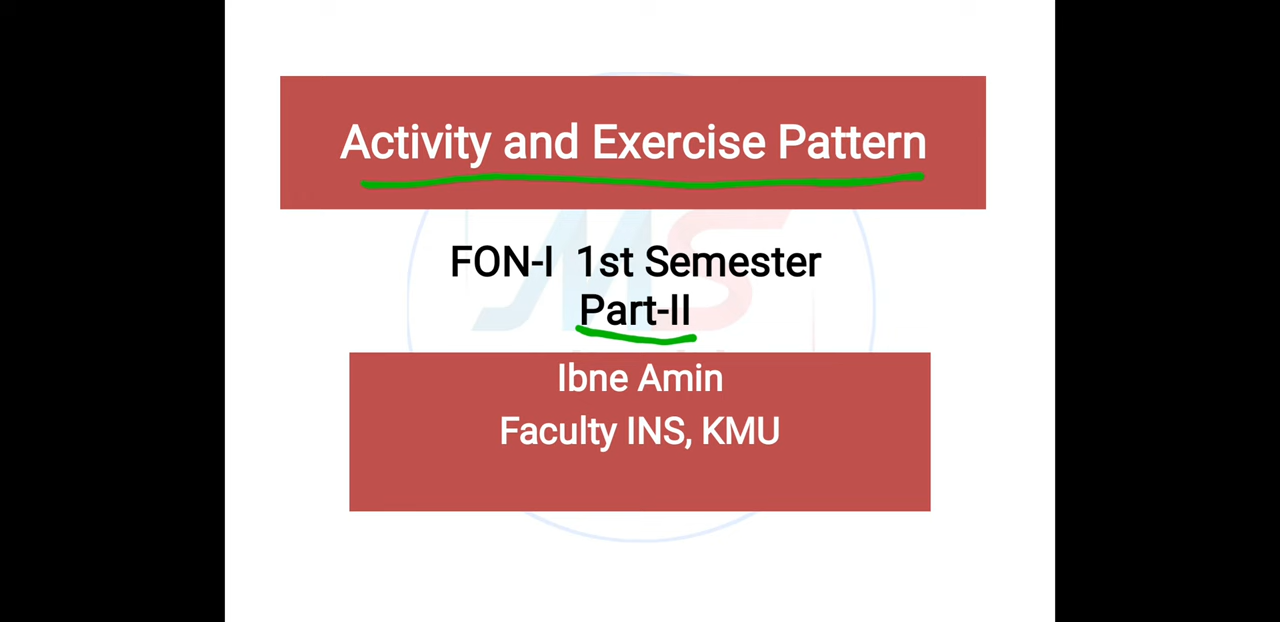 Activity and Exercise Pattern
FON-I 1st Semester
Part-II
Ibne Amin
Faculty INS, KMU